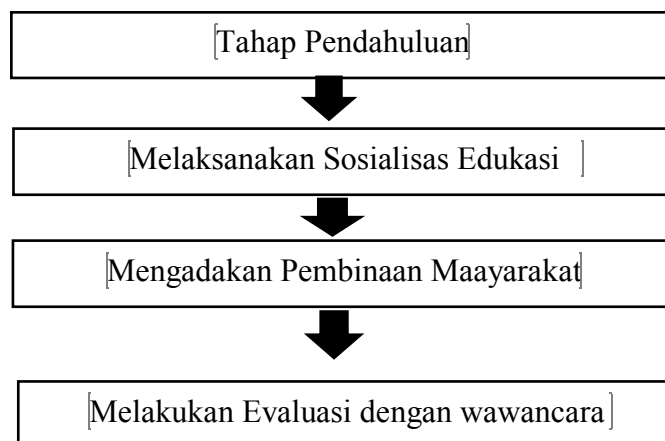 Tahap Pendahuluan
Melaksanakan Sosialisas Edukasi
Mengadakan Pembinaan Maayarakat
Melakukan Evaluasi dengan wawancara